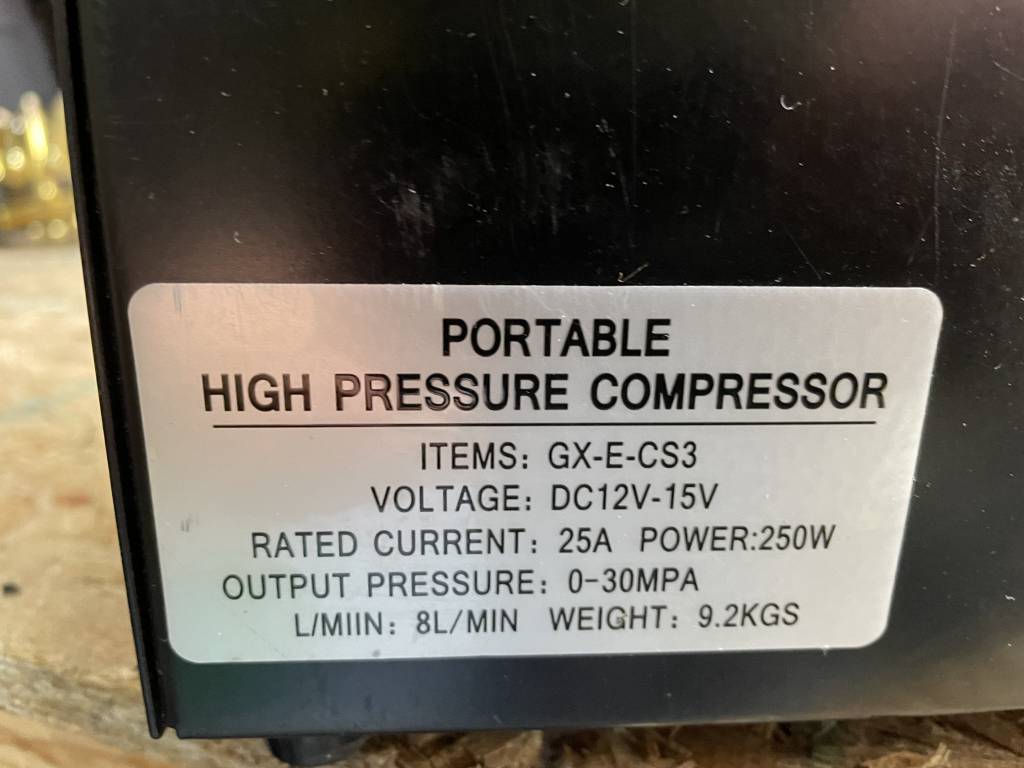 PORTABLE
HIGH PRESSURE COMPRESSOR
ITEMS: GX-E-CS3
VOLTAGE: DC12V-15V
RATED CURRENT: 25A POWER:250W
OUTPUT PRESSURE: 0-30MPA
L/MIIN: 8L/MIN WEIGHT: 9.2KGS